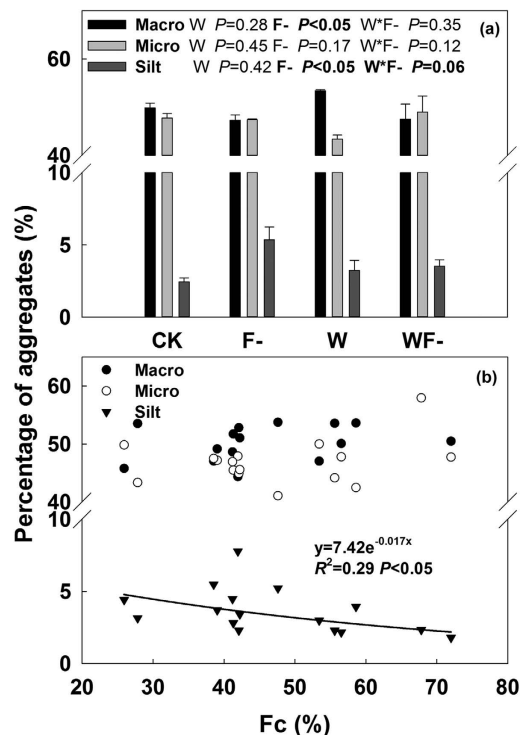 Macro W P=0.28 F- P<0.05 W*F- P=0.35 (a)
Micro W P=0.45 F- P=0.17 W*F- P=0.12
Silt W P=0.42 F- P<0.05 W*F- P=0.06
60
40
10
5
0
CK F- W WF-
Percentage of aggregates (%)
Macro (b)
Micro
Silt
60
50
40
10
5
0
y=7.42e^-0.017x
R²=0.29 P<0.05
20 30 40 50 60 70 80
Fc (%)